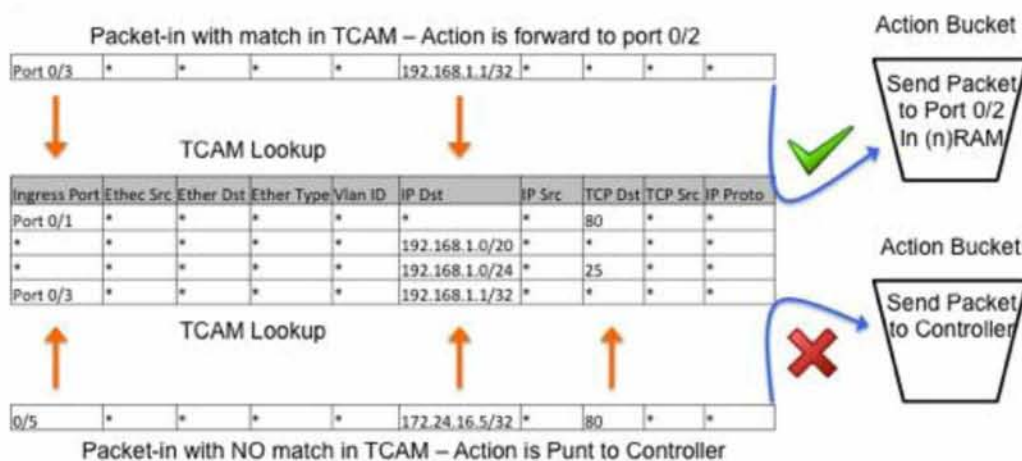 Packet-in with match in TCAM – Action is forward to port 0/2
Action Bucket
Port 0/3 * * * * 192.168.1.1/32 * * * *
Send Packet
to Port 0/2
In (n)RAM
TCAM Lookup
Ingress Port Ethec Src Ether Dst Ether Type Vlan ID IP Dst IP Src TCP Dst TCP Src IP Proto
Port 0/1 * * * * * * 80 * *
* * * * * 192.168.1.0/20 * * * *
* * * * * 192.168.1.0/24 * 25 * *
Port 0/3 * * * * 192.168.1.1/32 * * * *
Action Bucket
Send Packet
to Controller
TCAM Lookup
0/5 * * * * 172.24.16.5/32 * 80 * *
Packet-in with NO match in TCAM – Action is Punt to Controller